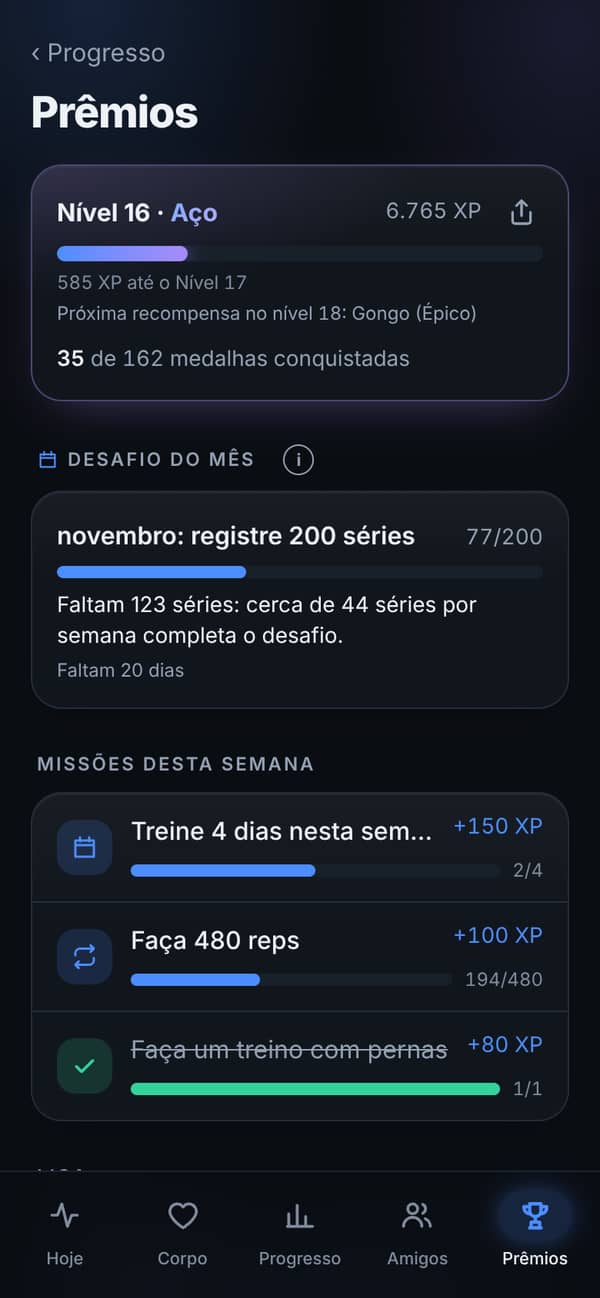 ‹ Progresso
Prêmios
Nível 16 · Aço
6.765 XP
585 XP até o Nível 17
Próxima recompensa no nível 18: Gongo (Épico)
35 de 162 medalhas conquistadas
DESAFIO DO MÊS
i
novembro: registre 200 séries
77/200
Faltam 123 séries: cerca de 44 séries por
semana completa o desafio.
Faltam 20 dias
MISSÕES DESTA SEMANA
Treine 4 dias nesta sem...
+150 XP
2/4
Faça 480 reps
+100 XP
194/480
Faça um treino com pernas
+80 XP
1/1
Hoje
Corpo
Progresso
Amigos
Prêmios